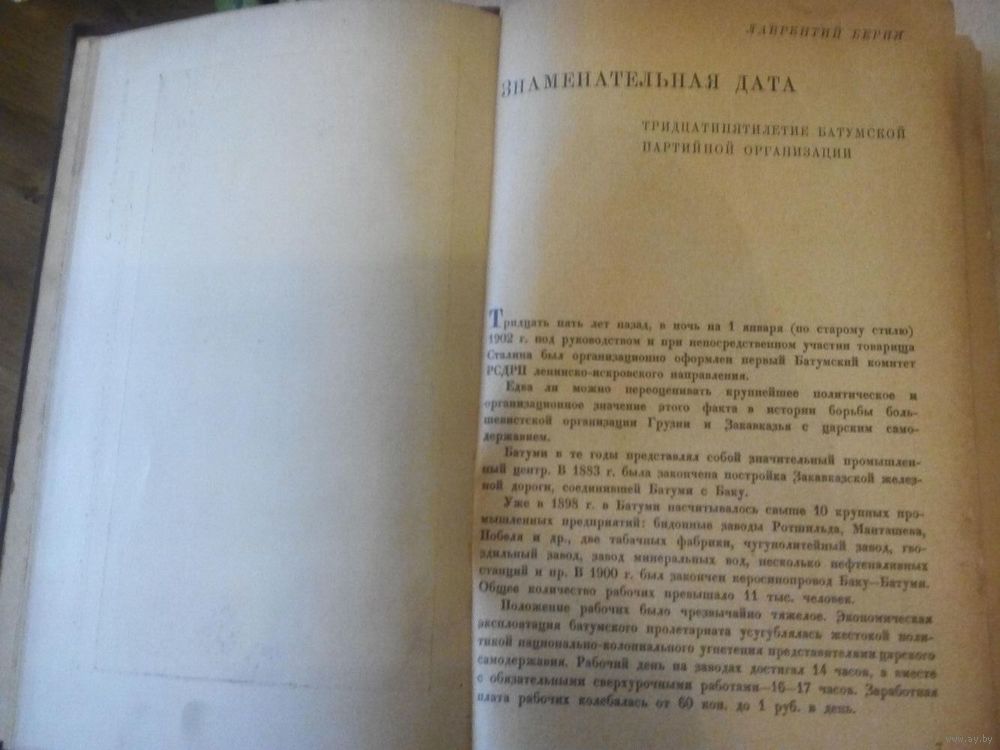 ЛАВРЕНТИЙ БЕРИЯ
ЗНАМЕНАТЕЛЬНАЯ ДАТА
ТРИДЦАТИПЯТИЛЕТИЕ БАТУМСКОЙ
ПАРТИЙНОЙ ОРГАНИЗАЦИИ
Тридцать пять лет назад, в ночь на 1 января (по старому стилю)
1902 г. под руководством и при непосредственном участии товарища
Сталина был организационно оформлен первый Батумский комитет
РСДРП ленинско-искровского направления.
Едва ли можно переоценивать крупнейшее политическое и
организационное значение этого факта в истории борьбы боль-
шевистской организации Грузии и Закавказья с царским само-
державием.
Батуми в те годы представлял собой значительный промышлен-
ный центр. В 1883 г. была закончена постройка Закавказской желез-
ной дороги, соединившей Батуми с Баку.
Уже в 1898 г. в Батуми насчитывалось свыше 10 крупных про-
мышленных предприятий: бидонные заводы Ротшильда, Манташева,
Нобеля и др., две табачных фабрики, чугунолитейный завод, гво-
здильный завод, завод минеральных вод, несколько нефтеналивных
станций и пр. В 1900 г. был закончен керосинопровод Баку—Батуми.
Общее количество рабочих превышало 11 тыс. человек.
Положение рабочих было чрезвычайно тяжелое. Экономическая
эксплоатация батумского пролетариата усугублялась жестокой поли-
тикой национально-колониального угнетения представителями царского
самодержавия. Рабочий день на заводах достигал 14 часов, а вместе
с обязательными сверхурочными работами—16—17 часов. Заработная
плата рабочих колебалась от 60 коп. до 1 руб. в день.
www.ay.by